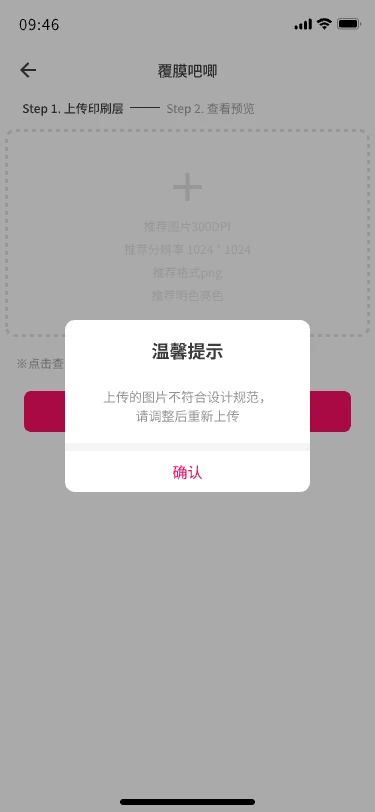 09:46
覆膜吧唧
Step 1. 上传印刷层 Step 2. 查看预览
推荐图片300DPI
推荐分辨率 1024 * 1024
推荐格式png
推荐明色亮色
温馨提示
※点击查
上传的图片不符合设计规范，
请调整后重新上传
确认